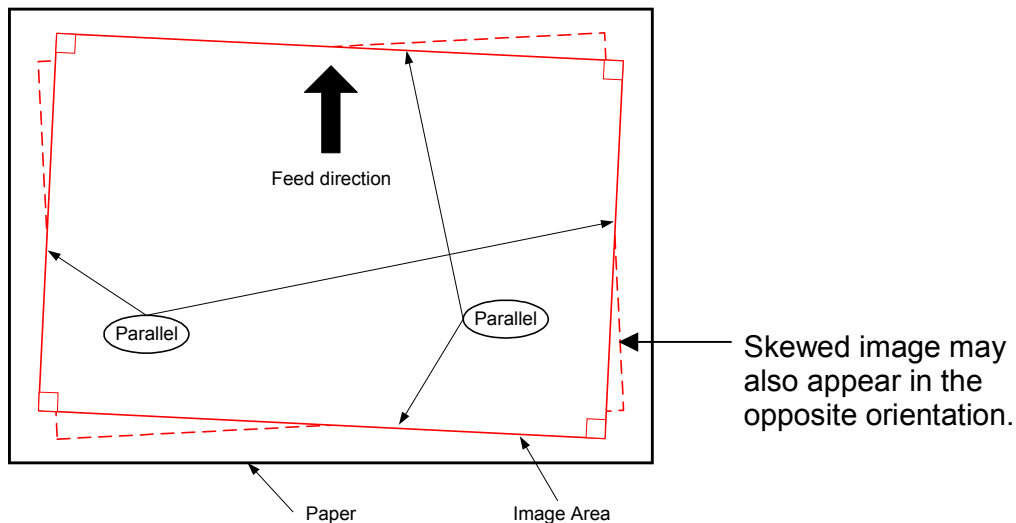 Feed direction
Parallel
Parallel
Skewed image may
also appear in the
opposite orientation.
Paper
Image Area